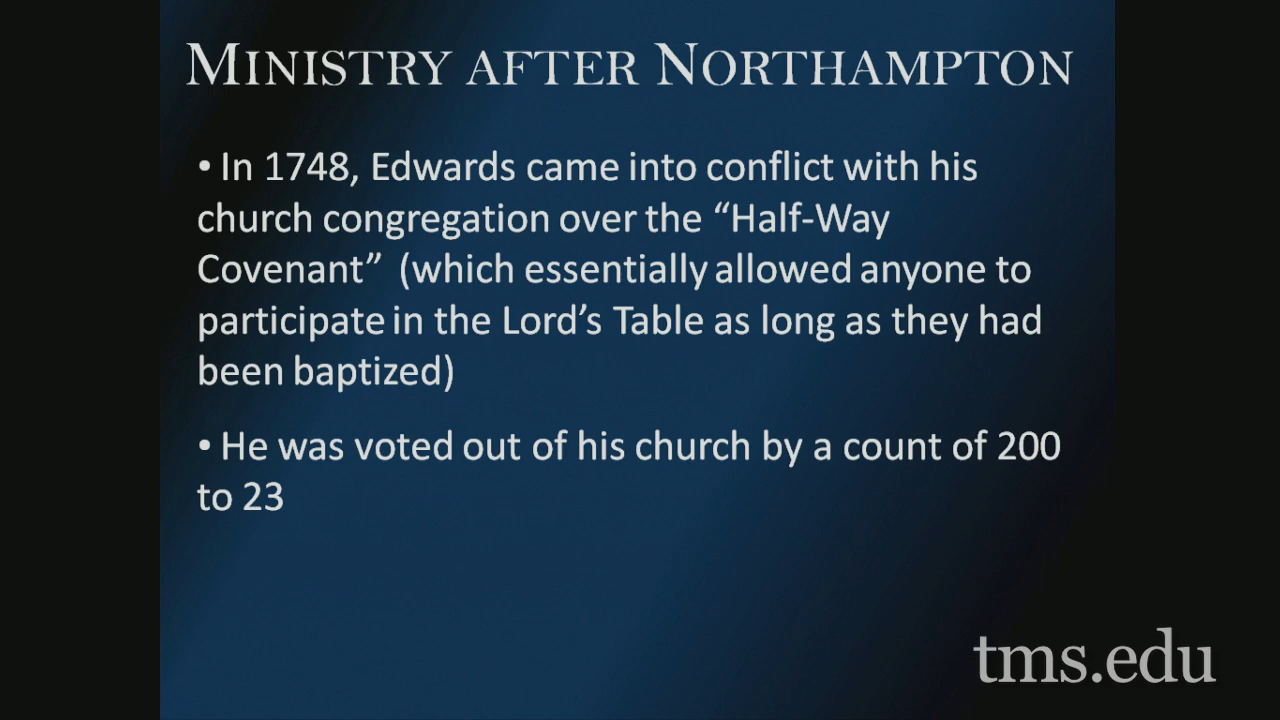 MINISTRY AFTER NORTHAMPTON
• In 1748, Edwards came into conflict with his
church congregation over the “Half-Way
Covenant” (which essentially allowed anyone to
participate in the Lord’s Table as long as they had
been baptized)
• He was voted out of his church by a count of 200
to 23
tms.edu